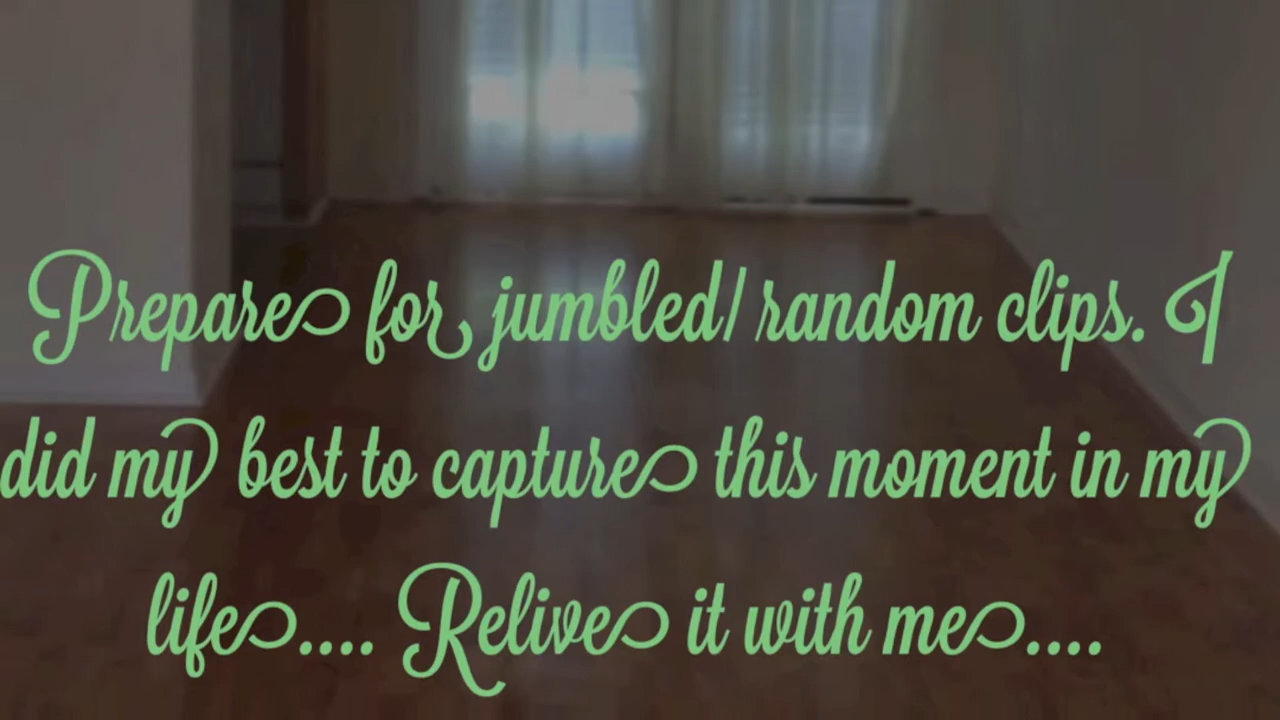 Prepare for jumbled/ random clips. I
did my best to capture this moment in my
life.... Relive it with me....